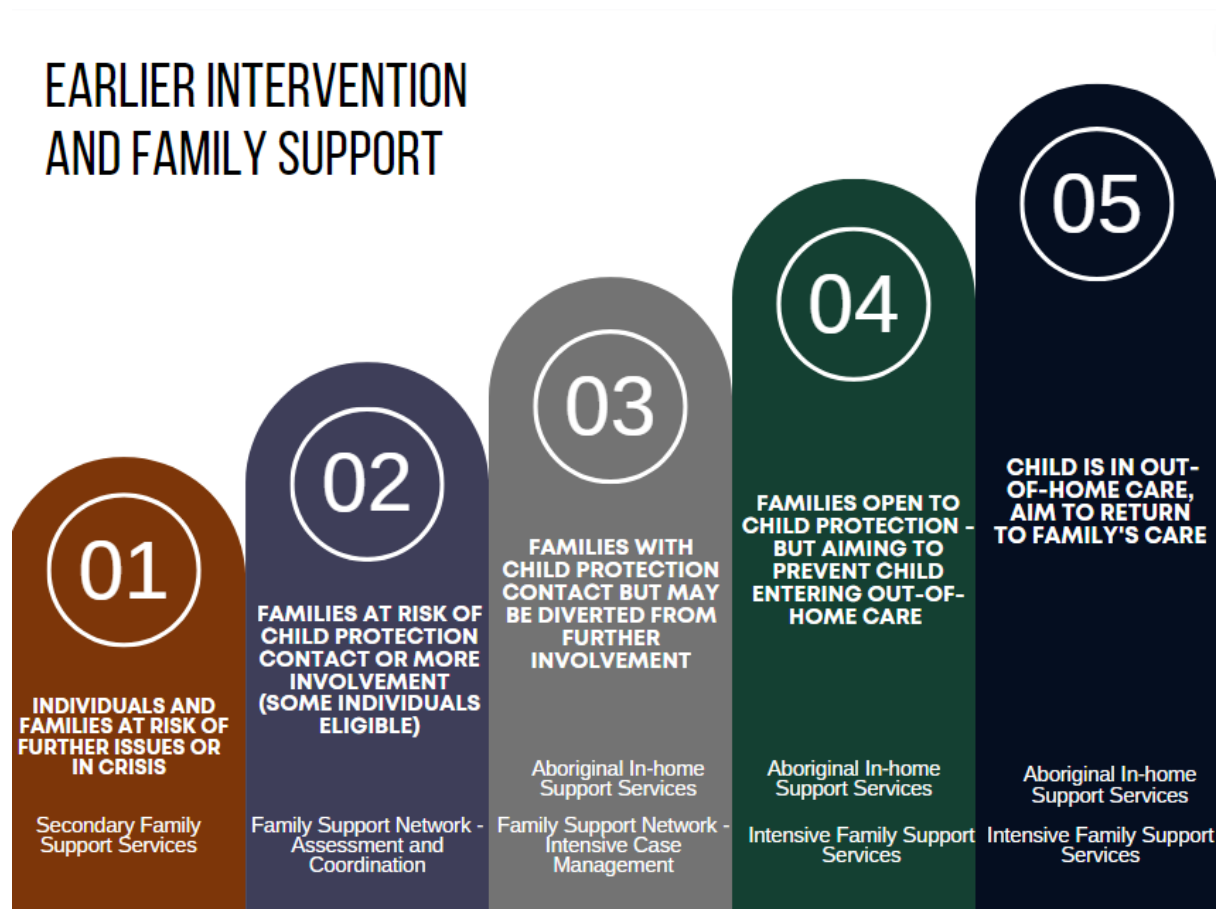 EARLIER INTERVENTION
AND FAMILY SUPPORT
01
INDIVIDUALS AND
FAMILIES AT RISK OF
FURTHER ISSUES OR
IN CRISIS
Secondary Family
Support Services
02
FAMILIES AT RISK OF
CHILD PROTECTION
CONTACT OR MORE
INVOLVEMENT
(SOME INDIVIDUALS
ELIGIBLE)
Family Support Network -
Assessment and
Coordination
03
FAMILIES WITH
CHILD PROTECTION
CONTACT BUT MAY
BE DIVERTED FROM
FURTHER
INVOLVEMENT
Aboriginal In-home
Support Services
Family Support Network -
Intensive Case
Management
04
FAMILIES OPEN TO
CHILD PROTECTION -
BUT AIMING TO
PREVENT CHILD
ENTERING OUT-OF-
HOME CARE
Aboriginal In-home
Support Services
Intensive Family Support
Services
05
CHILD IS IN OUT-
OF-HOME CARE,
AIM TO RETURN
TO FAMILY'S CARE
Aboriginal In-home
Support Services
Intensive Family Support
Services